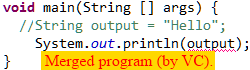 void main(String [] args) {
//String output = "Hello";
System.out.println(output);
}
Merged program (by VC).